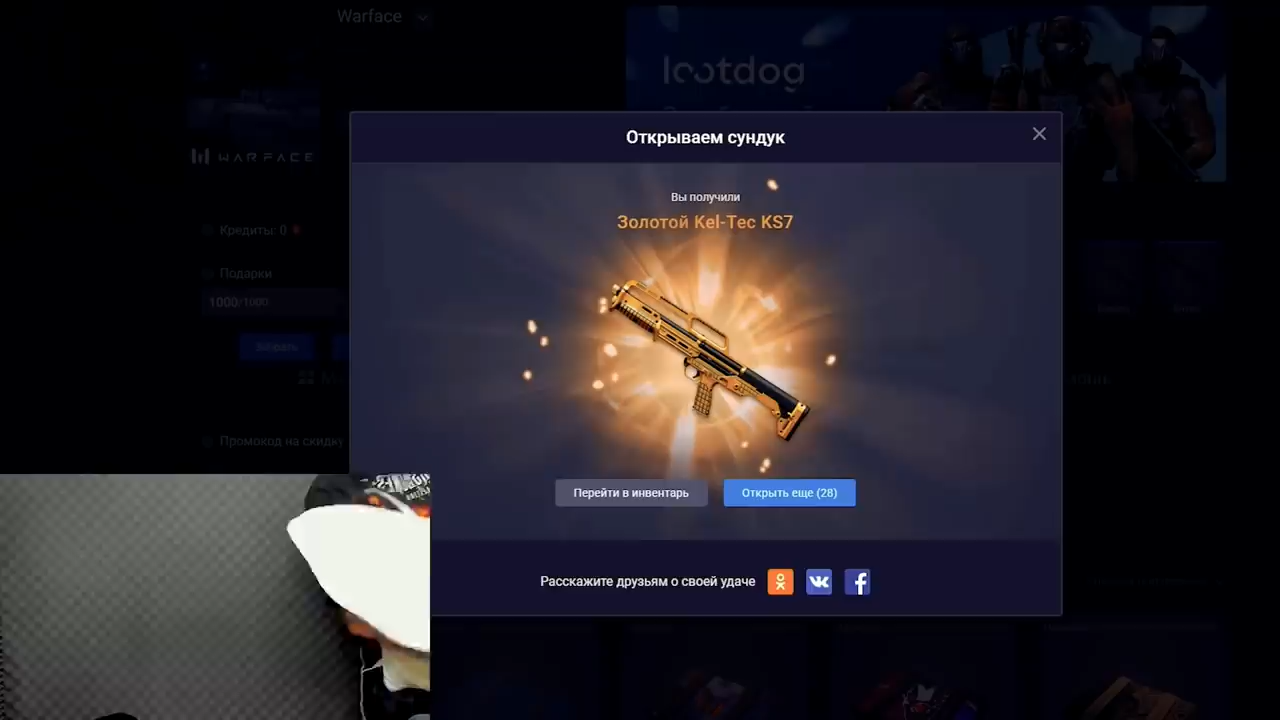 Warface
lootdog
WARFACE
Открываем сундук
Вы получили
Золотой Kel-Tec KS7
Кредиты: 0
Подарки
1000/1000
Забрать
Промокод на скидку
Перейти в инвентарь
Открыть еще (28)
Расскажите друзьям о своей удаче